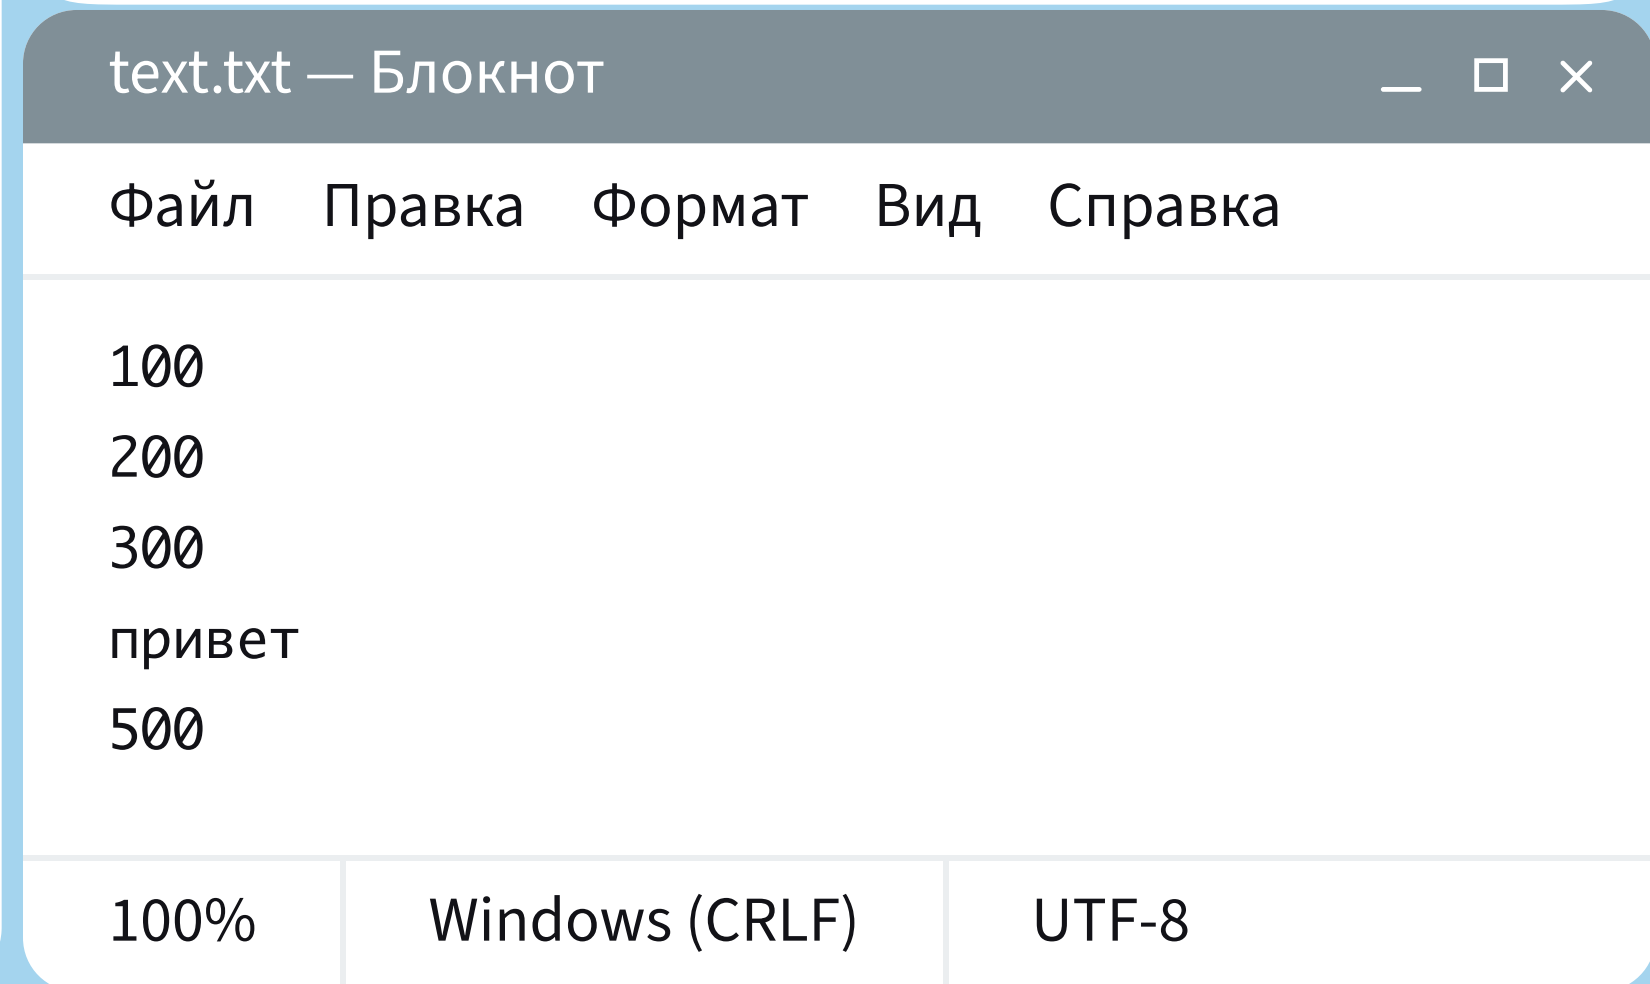 text.txt — Блокнот
Файл Правка Формат Вид Справка
100
200
300
привет
500
100% Windows (CRLF) UTF-8